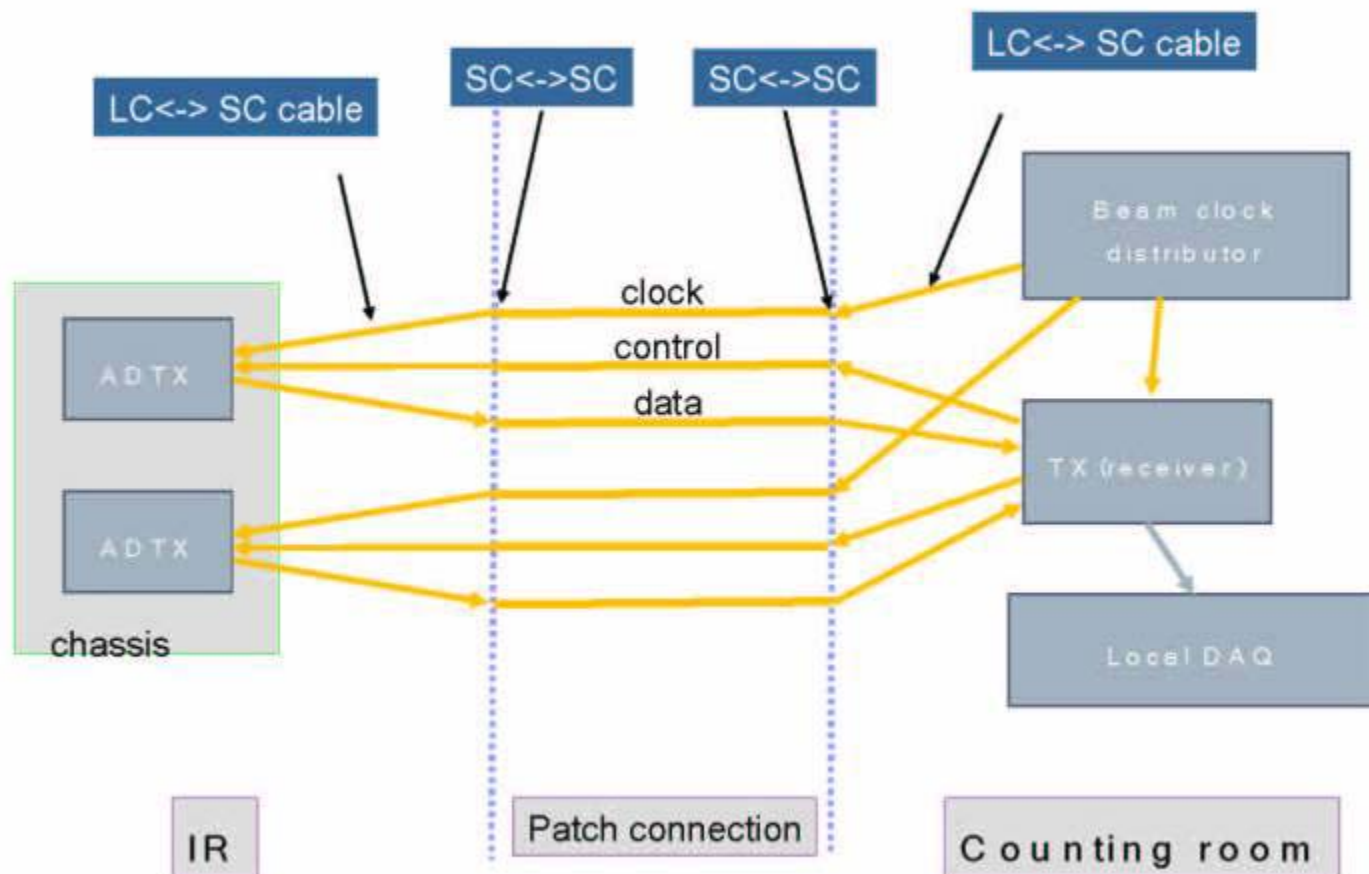 LC<-> SC cable
SC<->SC
SC<->SC
LC<-> SC cable
Beam clock
distributor
clock
control
data
ADTX
TX (receiver)
ADTX
chassis
Local DAQ
IR
Patch connection
Counting room